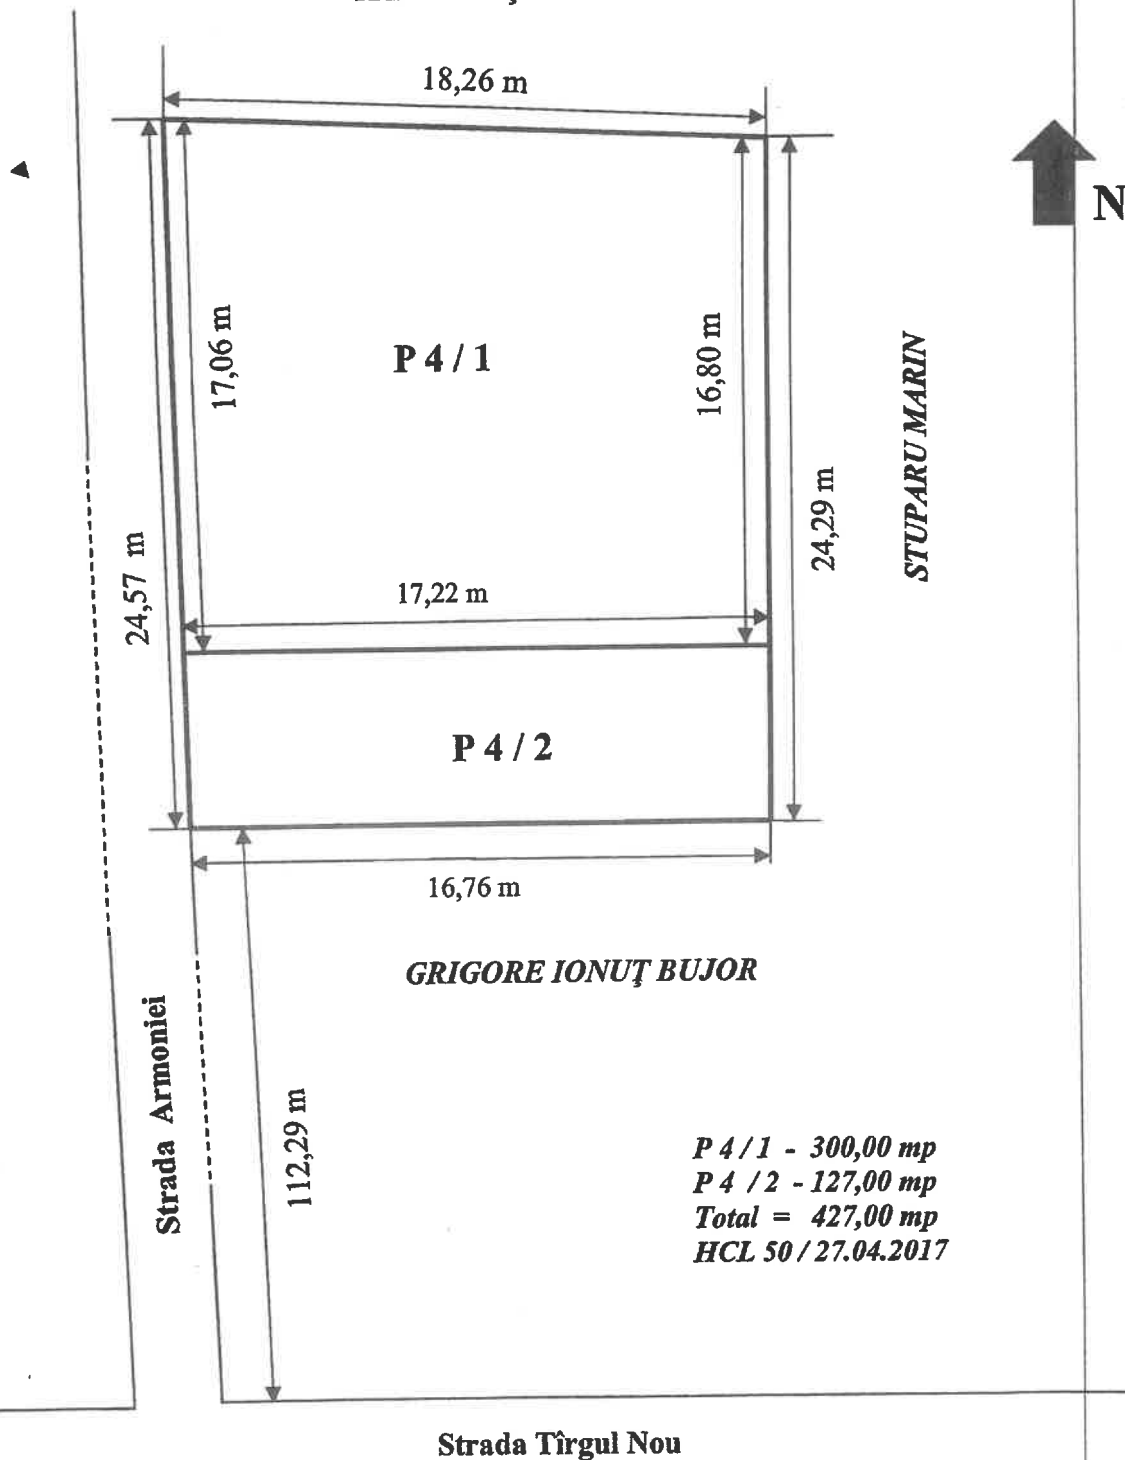 18,26 m
N
17,06 m
P 4 / 1
16,80 m
STUPARU MARIN
24,57 m
24,29 m
17,22 m
P 4 / 2
16,76 m
GRIGORE IONUŢ BUJOR
Strada Armoniei
112,29 m
P 4 / 1 - 300,00 mp
P 4 / 2 - 127,00 mp
Total = 427,00 mp
HCL 50 / 27.04.2017
Strada Tîrgul Nou